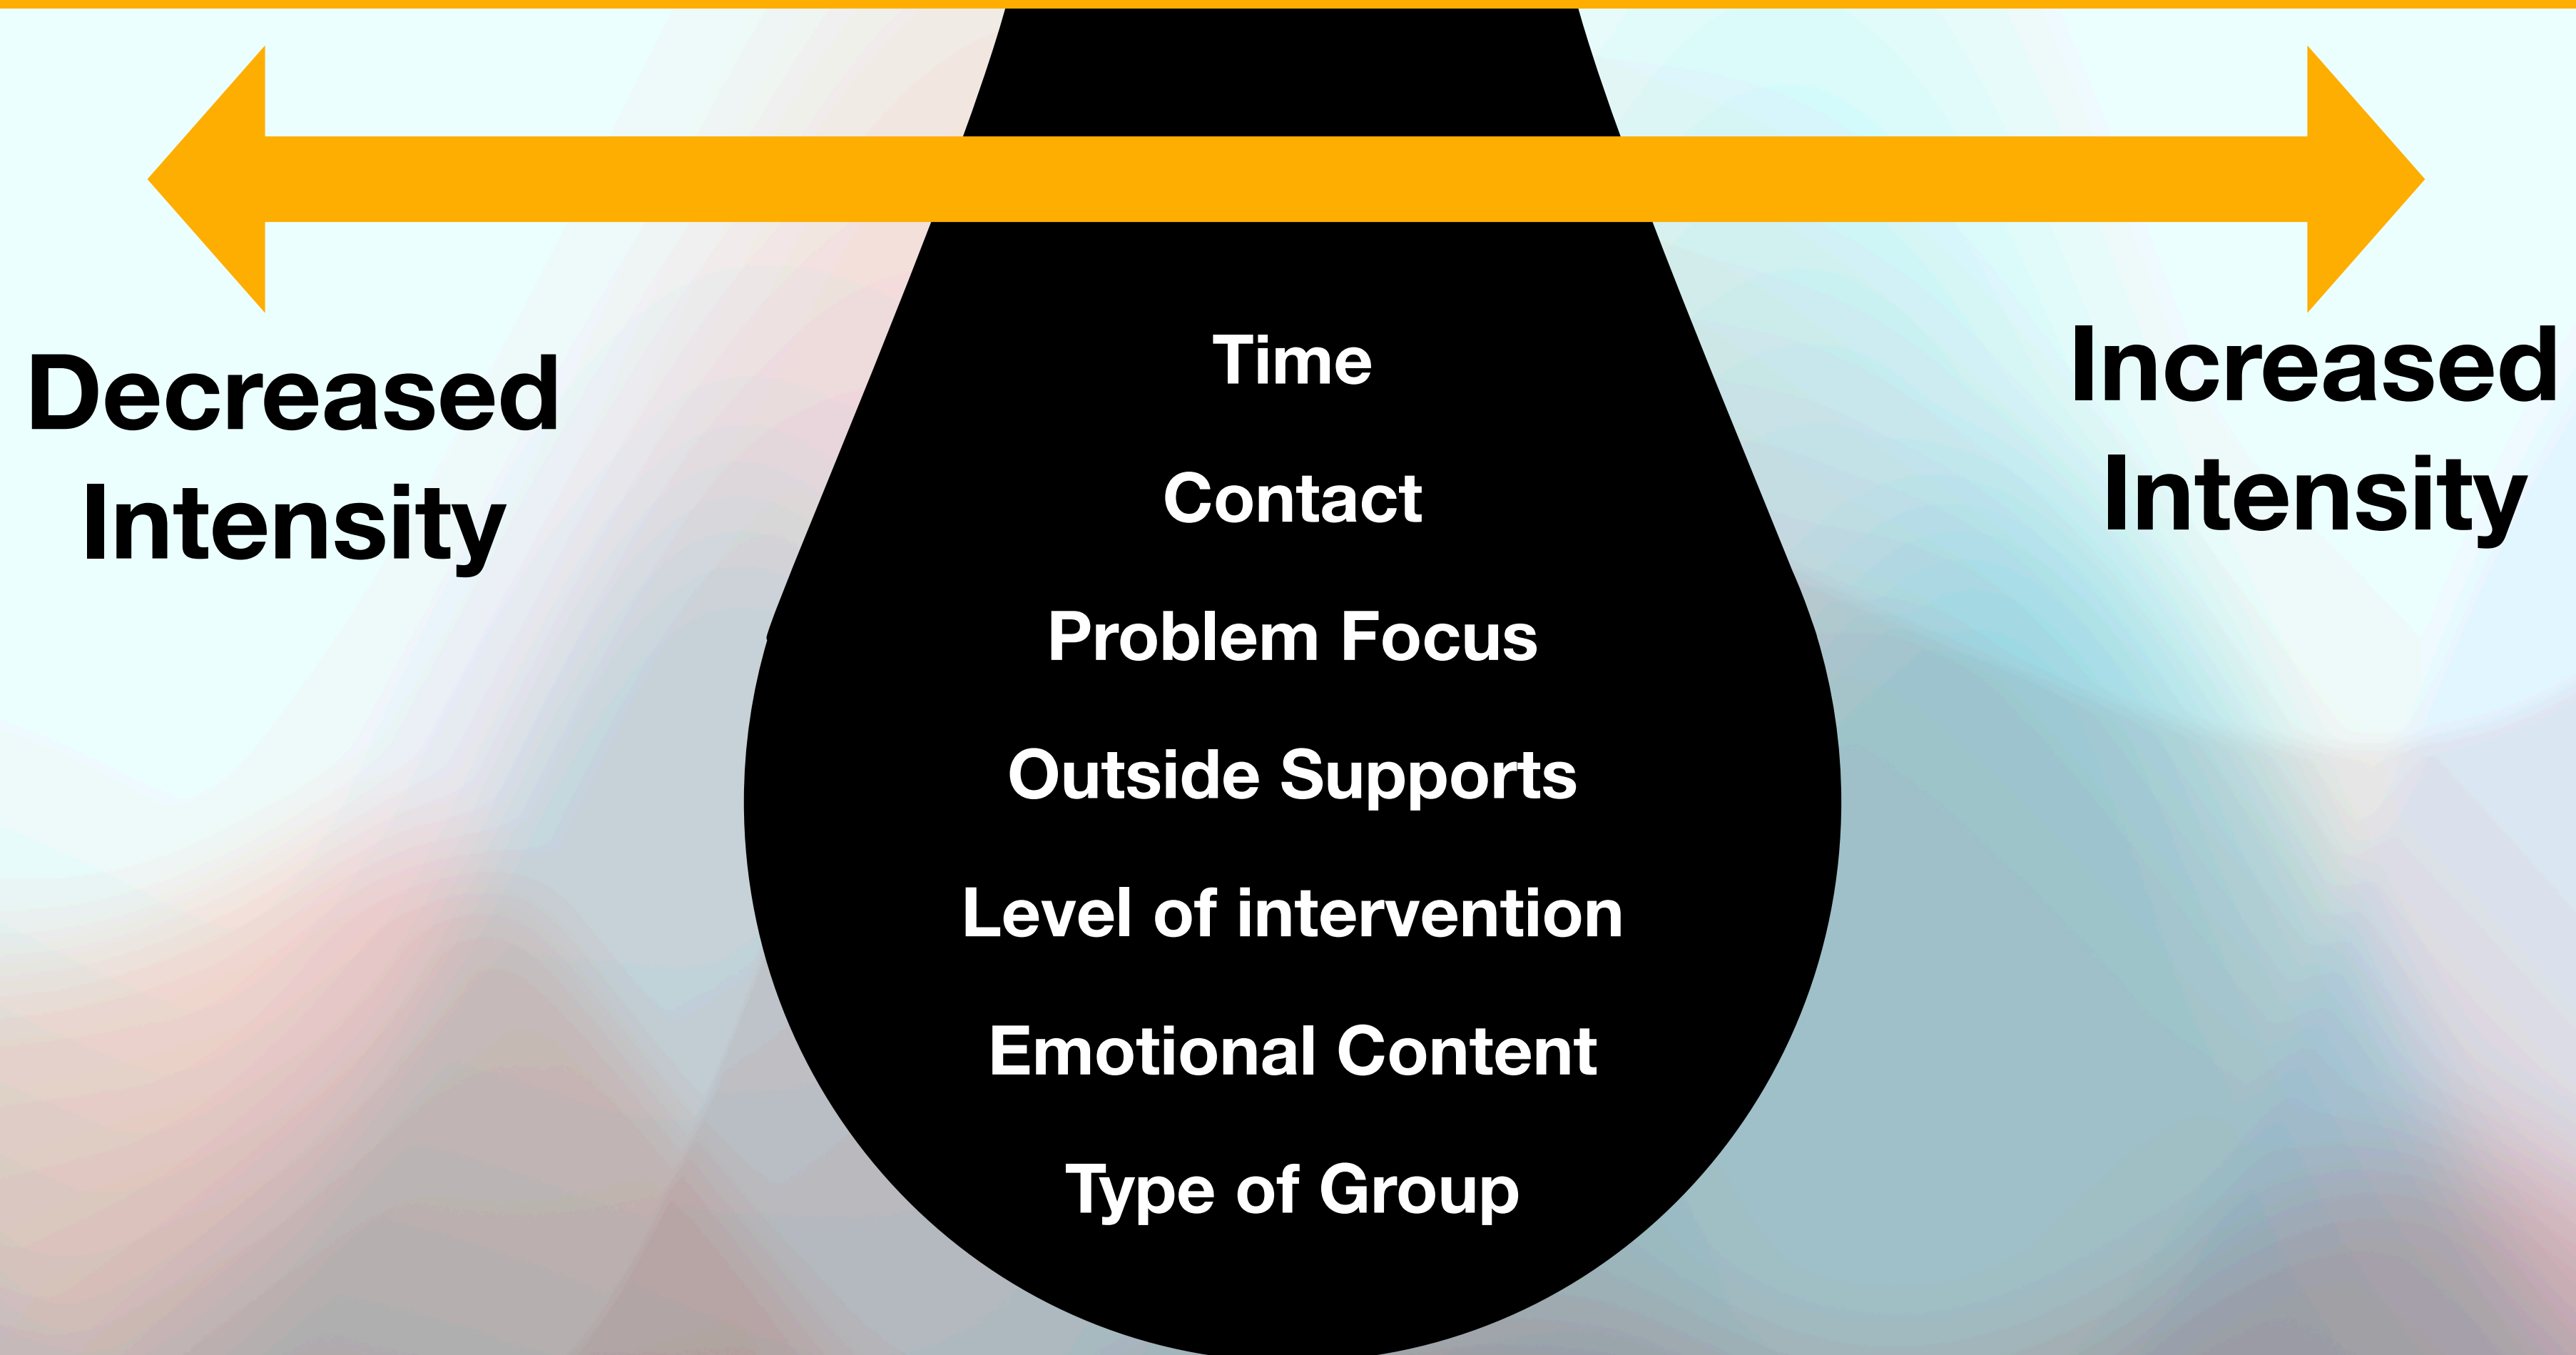 Decreased
Intensity
Time
Contact
Problem Focus
Outside Supports
Level of intervention
Emotional Content
Type of Group
Increased
Intensity